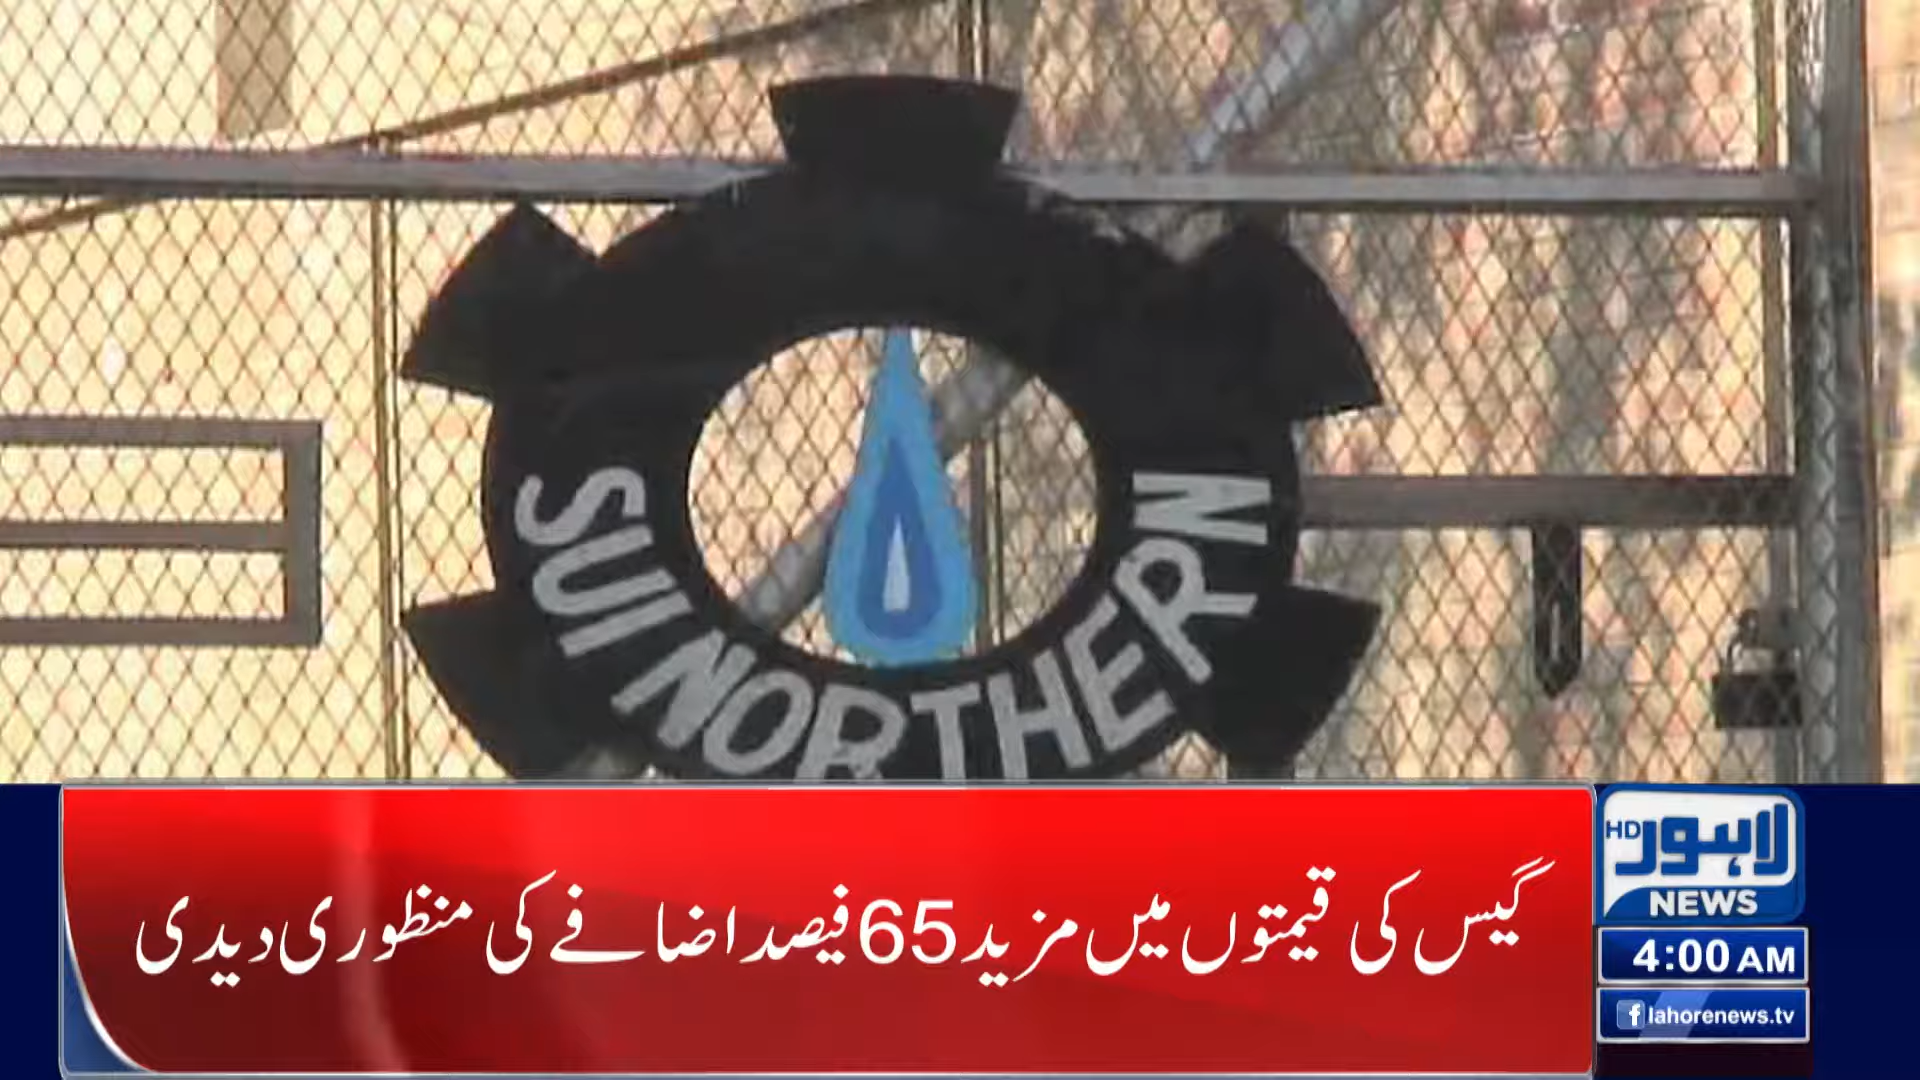 SUI NORTHERN
گیس کی قیمتوں میں مزید 65 فیصد اضافے کی منظوری دیدی
لاہور HD
NEWS
4:00 AM
lahorenews.tv